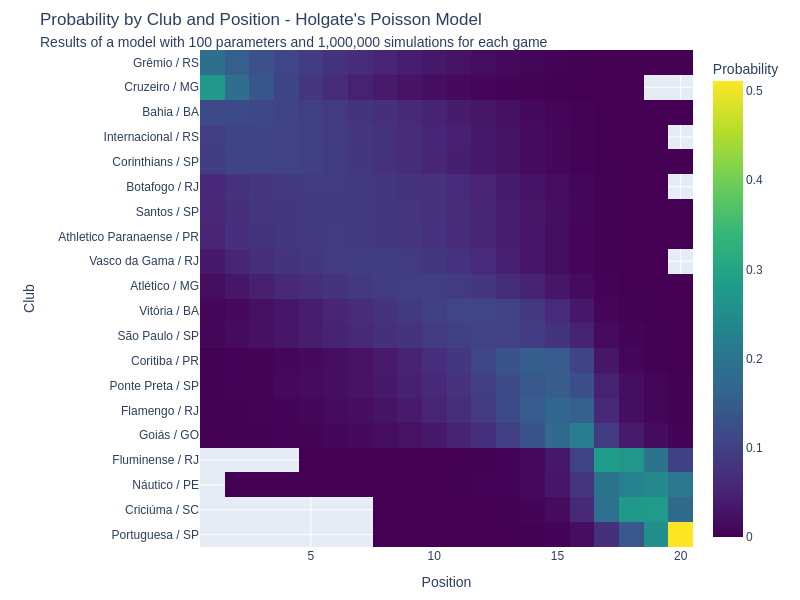 Probability by Club and Position - Holgate's Poisson Model
Results of a model with 100 parameters and 1,000,000 simulations for each game
Probability
Club
Grêmio / RS
Cruzeiro / MG
Bahia / BA
Internacional / RS
Corinthians / SP
Botafogo / RJ
Santos / SP
Athletico Paranaense / PR
Vasco da Gama / RJ
Atlético / MG
Vitória / BA
São Paulo / SP
Coritiba / PR
Ponte Preta / SP
Flamengo / RJ
Goiás / GO
Fluminense / RJ
Náutico / PE
Criciúma / SC
Portuguesa / SP
5 10 15 20
Position
0.5
0.4
0.3
0.2
0.1
0